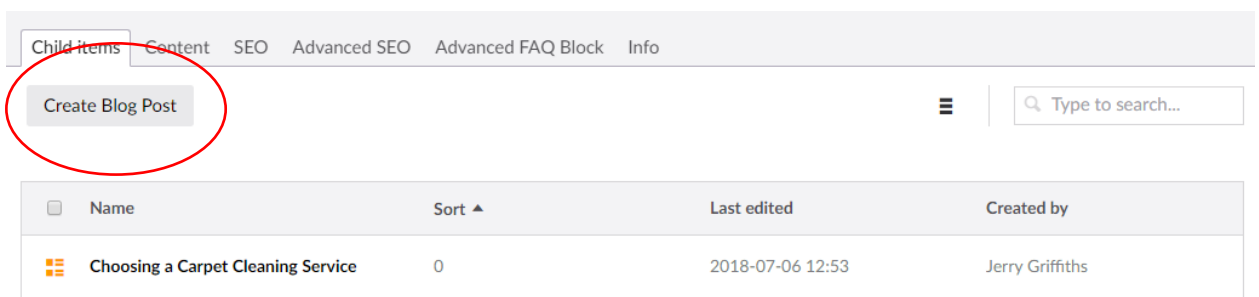 Child items Content SEO Advanced SEO Advanced FAQ Block Info
Create Blog Post
Type to search...
Name Sort Last edited Created by
Choosing a Carpet Cleaning Service 0 2018-07-06 12:53 Jerry Griffiths